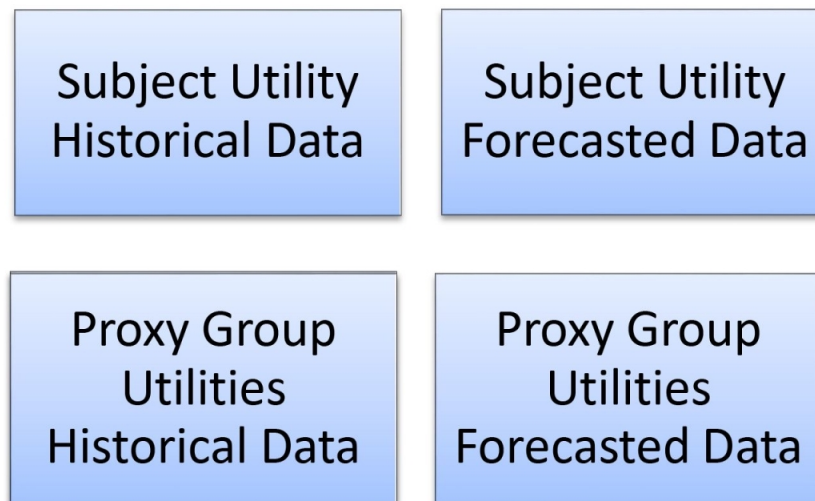 Subject Utility
Historical Data
Subject Utility
Forecasted Data
Proxy Group
Utilities
Historical Data
Proxy Group
Utilities
Forecasted Data